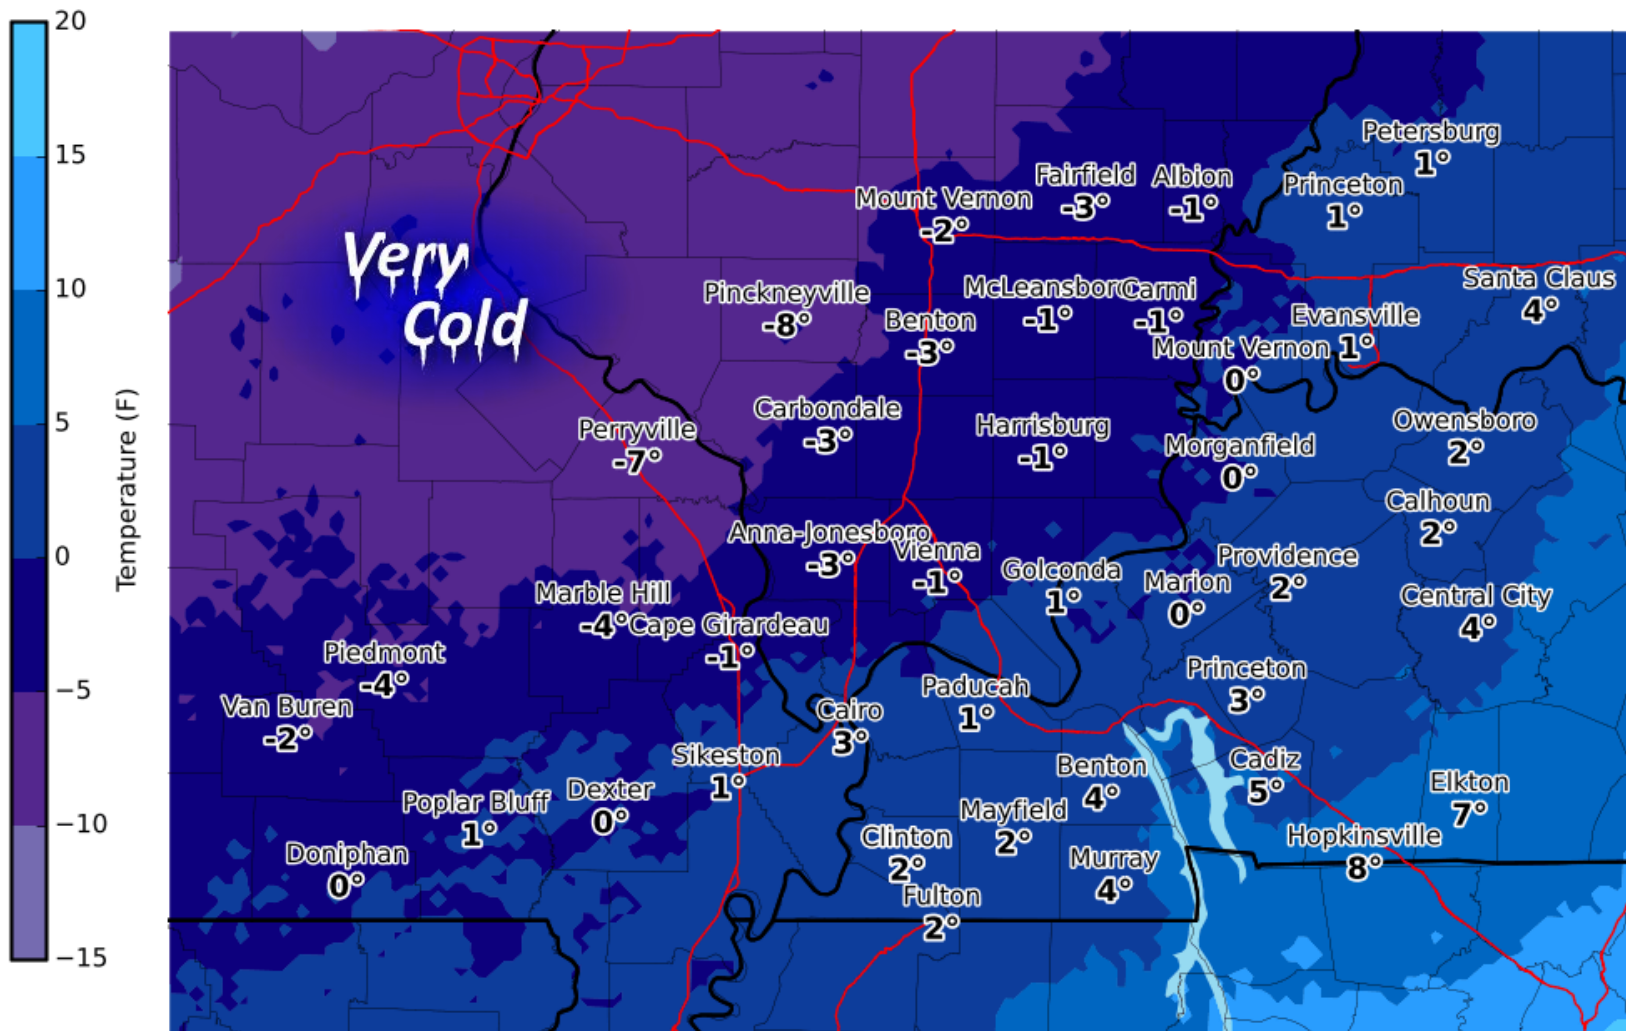 20
15
10
5
0
−5
−10
−15
Temperature (F)
Very
Cold
Petersburg
1°
Princeton
1°
Fairfield
-3°
Albion
-1°
Mount Vernon
-2°
Santa Claus
4°
Pinckneyville
-8°
McLeansboro
-1°
Carmi
-1°
Benton
-3°
Evansville
1°
Mount Vernon
0°
Carbondale
-3°
Perryville
-7°
Harrisburg
-1°
Morganfield
0°
Owensboro
2°
Calhoun
2°
Anna-Jonesboro
-3°
Vienna
-1°
Golconda
1°
Marion
0°
Providence
2°
Central City
4°
Marble Hill
-4°
Cape Girardeau
-1°
Piedmont
-4°
Van Buren
-2°
Princeton
3°
Paducah
1°
Cairo
3°
Sikeston
1°
Benton
4°
Cadiz
5°
Elkton
7°
Poplar Bluff
1°
Dexter
0°
Mayfield
2°
Clinton
2°
Hopkinsville
8°
Doniphan
0°
Murray
4°
Fulton
2°